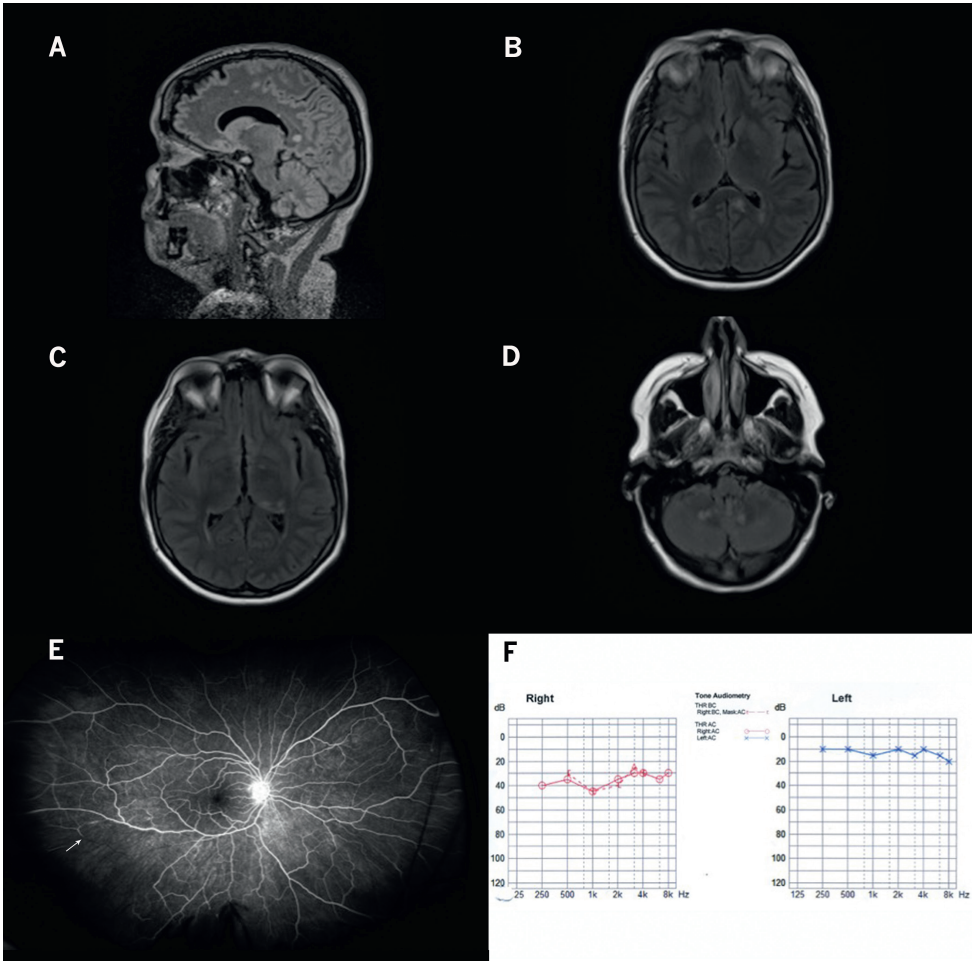 A
B
C
D
E
F
Right
Tone Audiometry
Left
dB
THR BC
Right:BC, Mask:AC
THR AC
Right:AC
Left:AC
dB
0
20
40
60
80
100
120
25 250 500 1k 2k 4k 8k Hz
0
20
40
60
80
100
120
125 250 500 1k 2k 4k 8k Hz